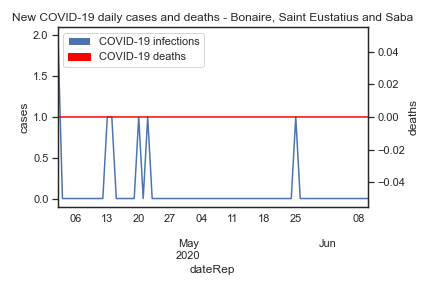 New COVID-19 daily cases and deaths - Bonaire, Saint Eustatius and Saba
COVID-19 infections
COVID-19 deaths
2.0
1.5
1.0
0.5
0.0
cases
0.04
0.02
0.00
−0.02
−0.04
deaths
06 13 20 27 04 11 18 25 08
May Jun
2020
dateRep